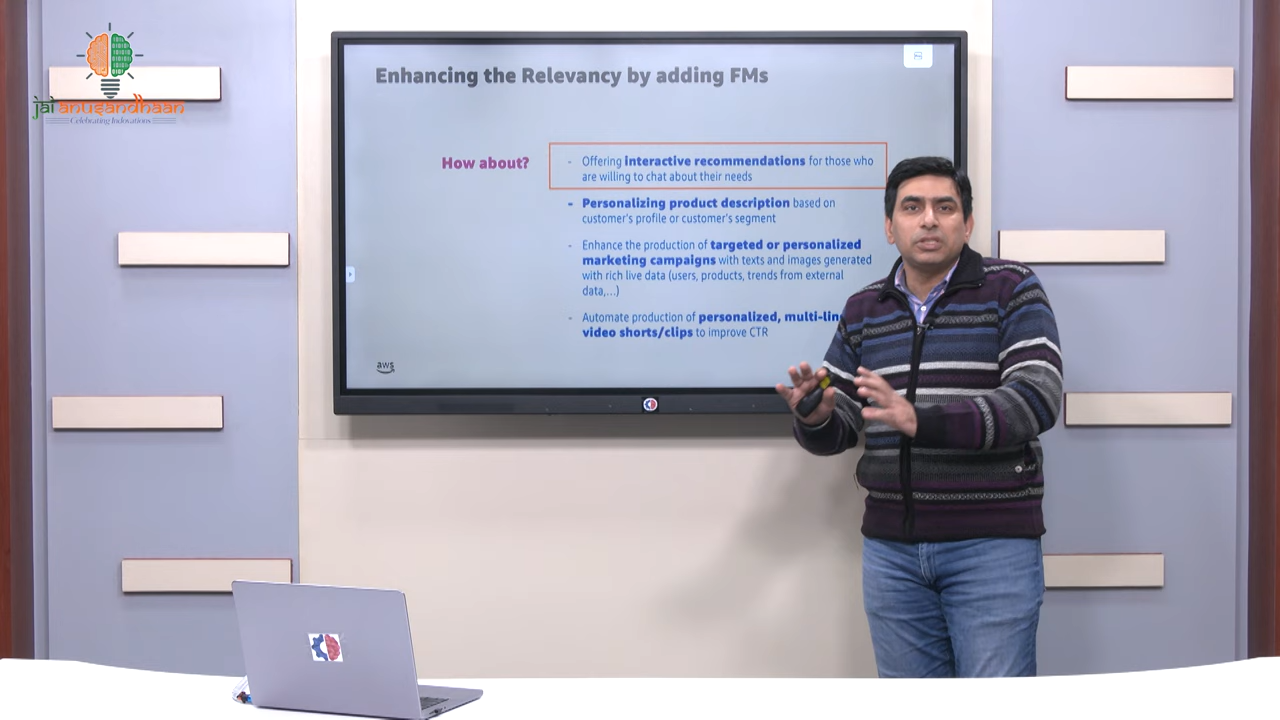 jai anusandhaan
Celebrating Indovations
Enhancing the Relevancy by adding FMs
How about?
- Offering interactive recommendations for those who
are willing to chat about their needs
- Personalizing product description based on
customer's profile or customer's segment
- Enhance the production of targeted or personalized
marketing campaigns with texts and images generated
with rich live data (users, products, trends from external
data,...)
- Automate production of personalized,
video shorts/clips to improve CTR
aws